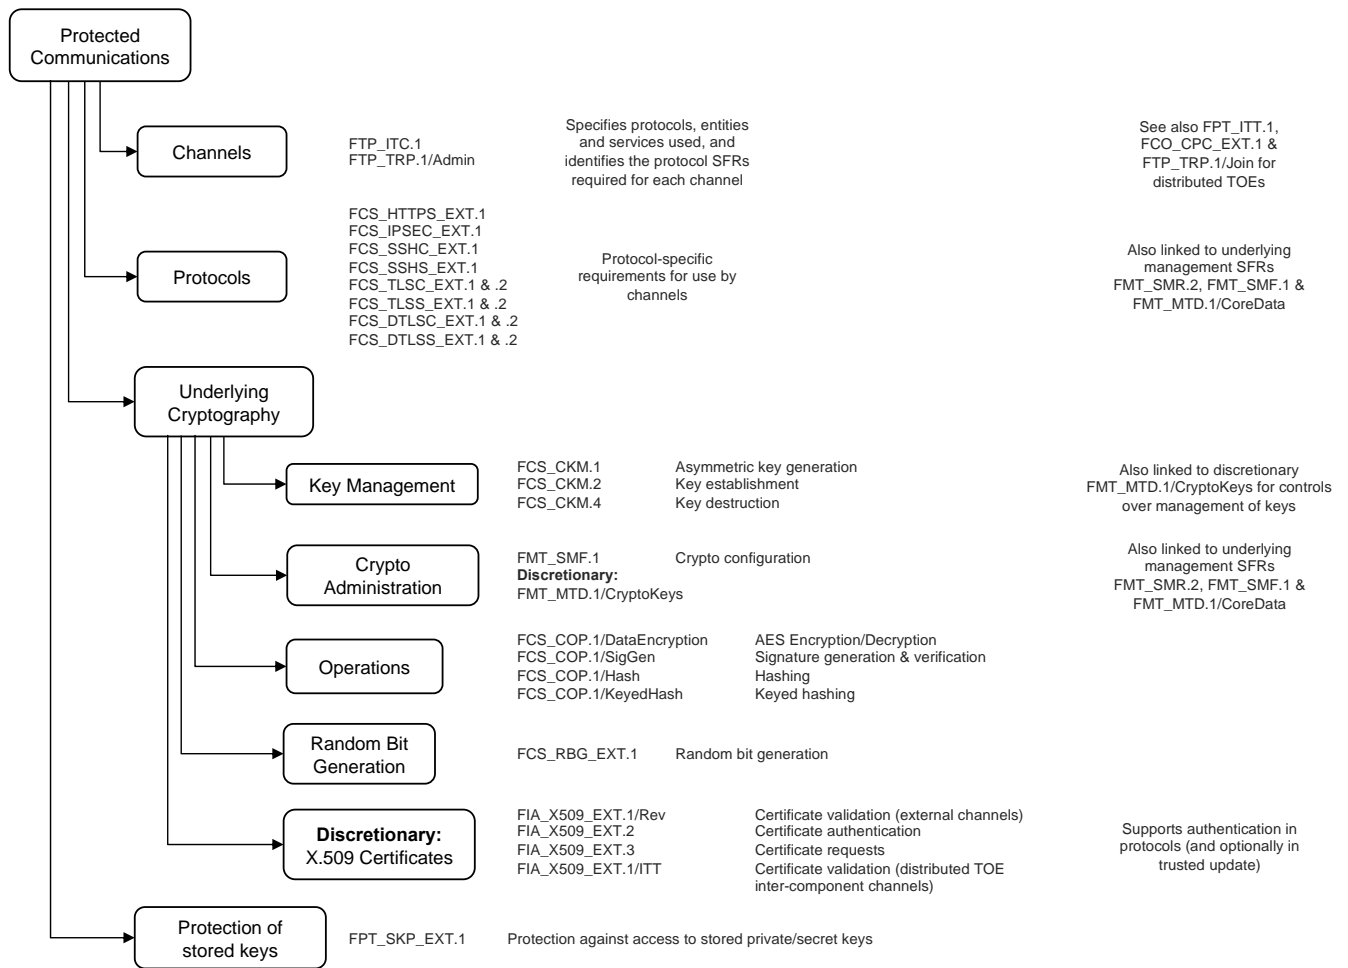 Protected
Communications
Channels
FTP_ITC.1
FTP_TRP.1/Admin
Specifies protocols, entities
and services used, and
identifies the protocol SFRs
required for each channel
See also FPT_ITT.1,
FCO_CPC_EXT.1 &
FTP_TRP.1/Join for
distributed TOEs
Protocols
FCS_HTTPS_EXT.1
FCS_IPSEC_EXT.1
FCS_SSHC_EXT.1
FCS_SSHS_EXT.1
FCS_TLSC_EXT.1 & .2
FCS_TLSS_EXT.1 & .2
FCS_DTLSC_EXT.1 & .2
FCS_DTLSS_EXT.1 & .2
Protocol-specific
requirements for use by
channels
Also linked to underlying
management SFRs
FMT_SMR.2, FMT_SMF.1 &
FMT_MTD.1/CoreData
Underlying
Cryptography
Key Management
FCS_CKM.1 Asymmetric key generation
FCS_CKM.2 Key establishment
FCS_CKM.4 Key destruction
Also linked to discretionary
FMT_MTD.1/CryptoKeys for controls
over management of keys
Crypto
Administration
FMT_SMF.1 Crypto configuration
Discretionary:
FMT_MTD.1/CryptoKeys
Also linked to underlying
management SFRs
FMT_SMR.2, FMT_SMF.1 &
FMT_MTD.1/CoreData
Operations
FCS_COP.1/DataEncryption AES Encryption/Decryption
FCS_COP.1/SigGen Signature generation & verification
FCS_COP.1/Hash Hashing
FCS_COP.1/KeyedHash Keyed hashing
Random Bit
Generation
FCS_RBG_EXT.1 Random bit generation
Discretionary:
X.509 Certificates
FIA_X509_EXT.1/Rev Certificate validation (external channels)
FIA_X509_EXT.2 Certificate authentication
FIA_X509_EXT.3 Certificate requests
FIA_X509_EXT.1/ITT Certificate validation (distributed TOE
inter-component channels)
Supports authentication in
protocols (and optionally in
trusted update)
Protection of
stored keys
FPT_SKP_EXT.1 Protection against access to stored private/secret keys